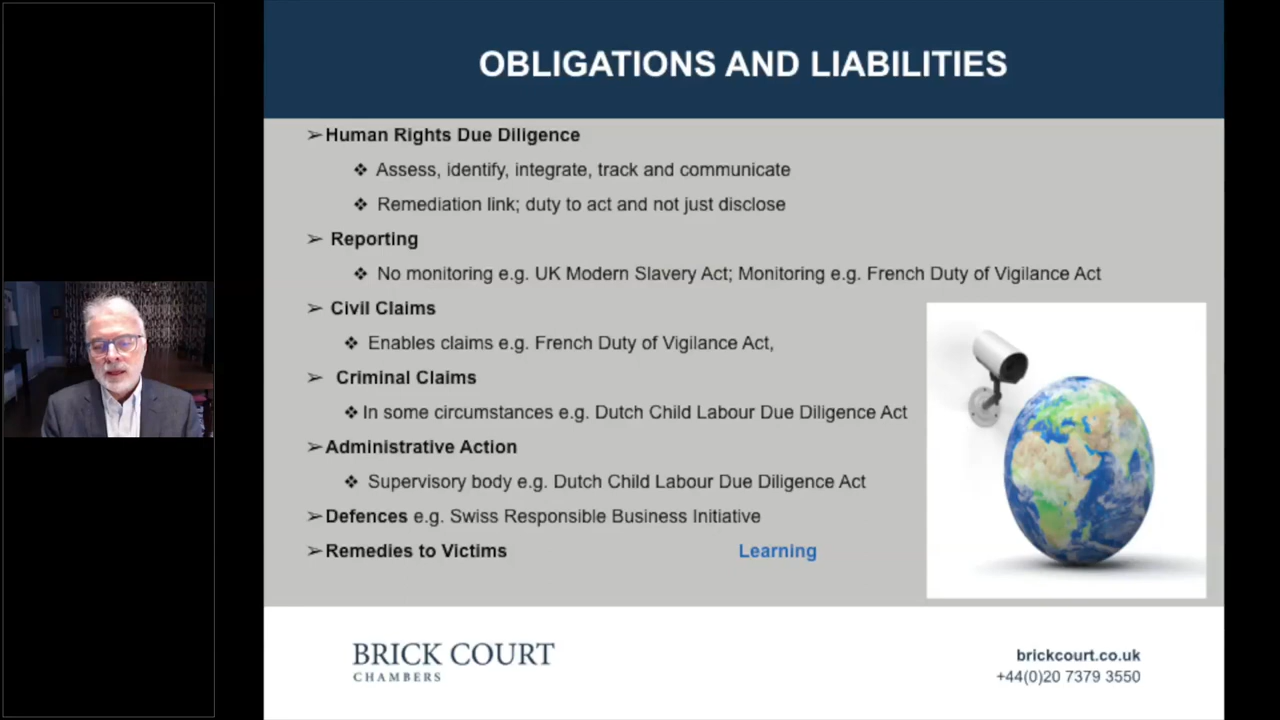 OBLIGATIONS AND LIABILITIES
➢Human Rights Due Diligence
❖ Assess, identify, integrate, track and communicate
❖ Remediation link; duty to act and not just disclose
➢ Reporting
❖ No monitoring e.g. UK Modern Slavery Act; Monitoring e.g. French Duty of Vigilance Act
➢ Civil Claims
❖ Enables claims e.g. French Duty of Vigilance Act,
➢ Criminal Claims
❖In some circumstances e.g. Dutch Child Labour Due Diligence Act
➢Administrative Action
❖ Supervisory body e.g. Dutch Child Labour Due Diligence Act
➢Defences e.g. Swiss Responsible Business Initiative
➢Remedies to Victims Learning
BRICK COURT
CHAMBERS
brickcourt.co.uk
+44(0)20 7379 3550